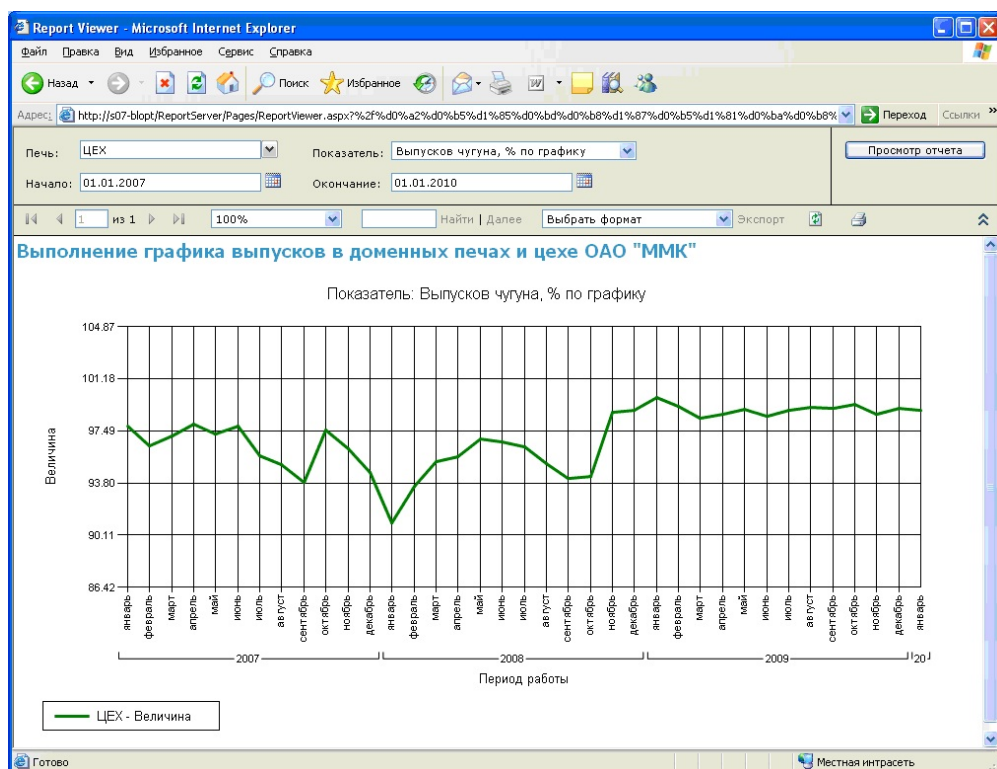 Report Viewer - Microsoft Internet Explorer
Файл Правка Вид Избранное Сервис Справка
Назад Поиск Избранное
Адрес: http://s07-blopt/ReportServer/Pages/ReportViewer.aspx?%2f%d0%a2%d0%b5%d1%85%d0%bd%d0%b8%d1%87%d0%b5%d1%81%d0%ba%d0%b8% Переход Ссылки »
Печь: ЦЕХ Показатель: Выпусков чугуна, % по графику Просмотр отчета
Начало: 01.01.2007 Окончание: 01.01.2010
1 из 1 100% Найти | Далее Выбрать формат Экспорт
Выполнение графика выпусков в доменных печах и цехе ОАО "ММК"
Показатель: Выпусков чугуна, % по графику
104.87
101.18
97.49
93.80
90.11
86.42
Величина
январь февраль март апрель май июнь июль август сентябрь октябрь ноябрь декабрь январь февраль март апрель май июнь июль август сентябрь октябрь ноябрь декабрь январь февраль март апрель май июнь июль август сентябрь октябрь ноябрь декабрь январь
2007 2008 2009 20
Период работы
ЦЕХ - Величина
Готово Местная интрасеть